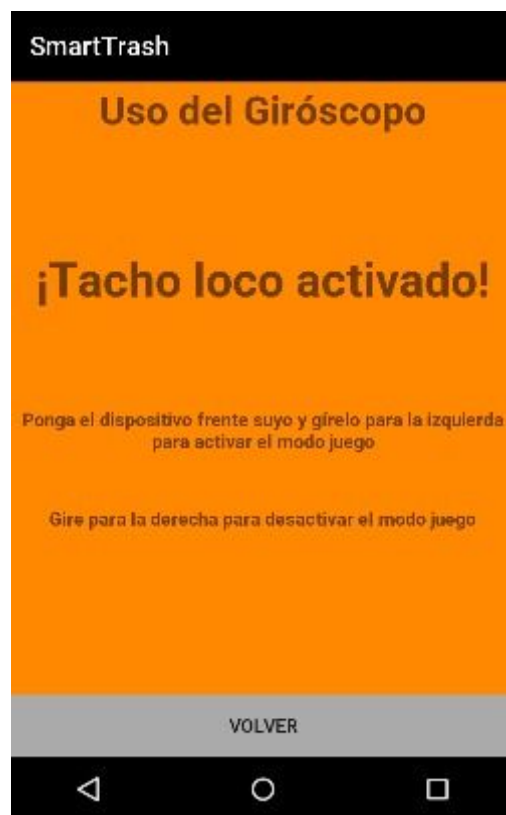 SmartTrash
Uso del Giróscopo
¡Tacho loco activado!
Ponga el dispositivo frente suyo y gírelo para la izquierda
para activar el modo juego
Gire para la derecha para desactivar el modo juego
VOLVER